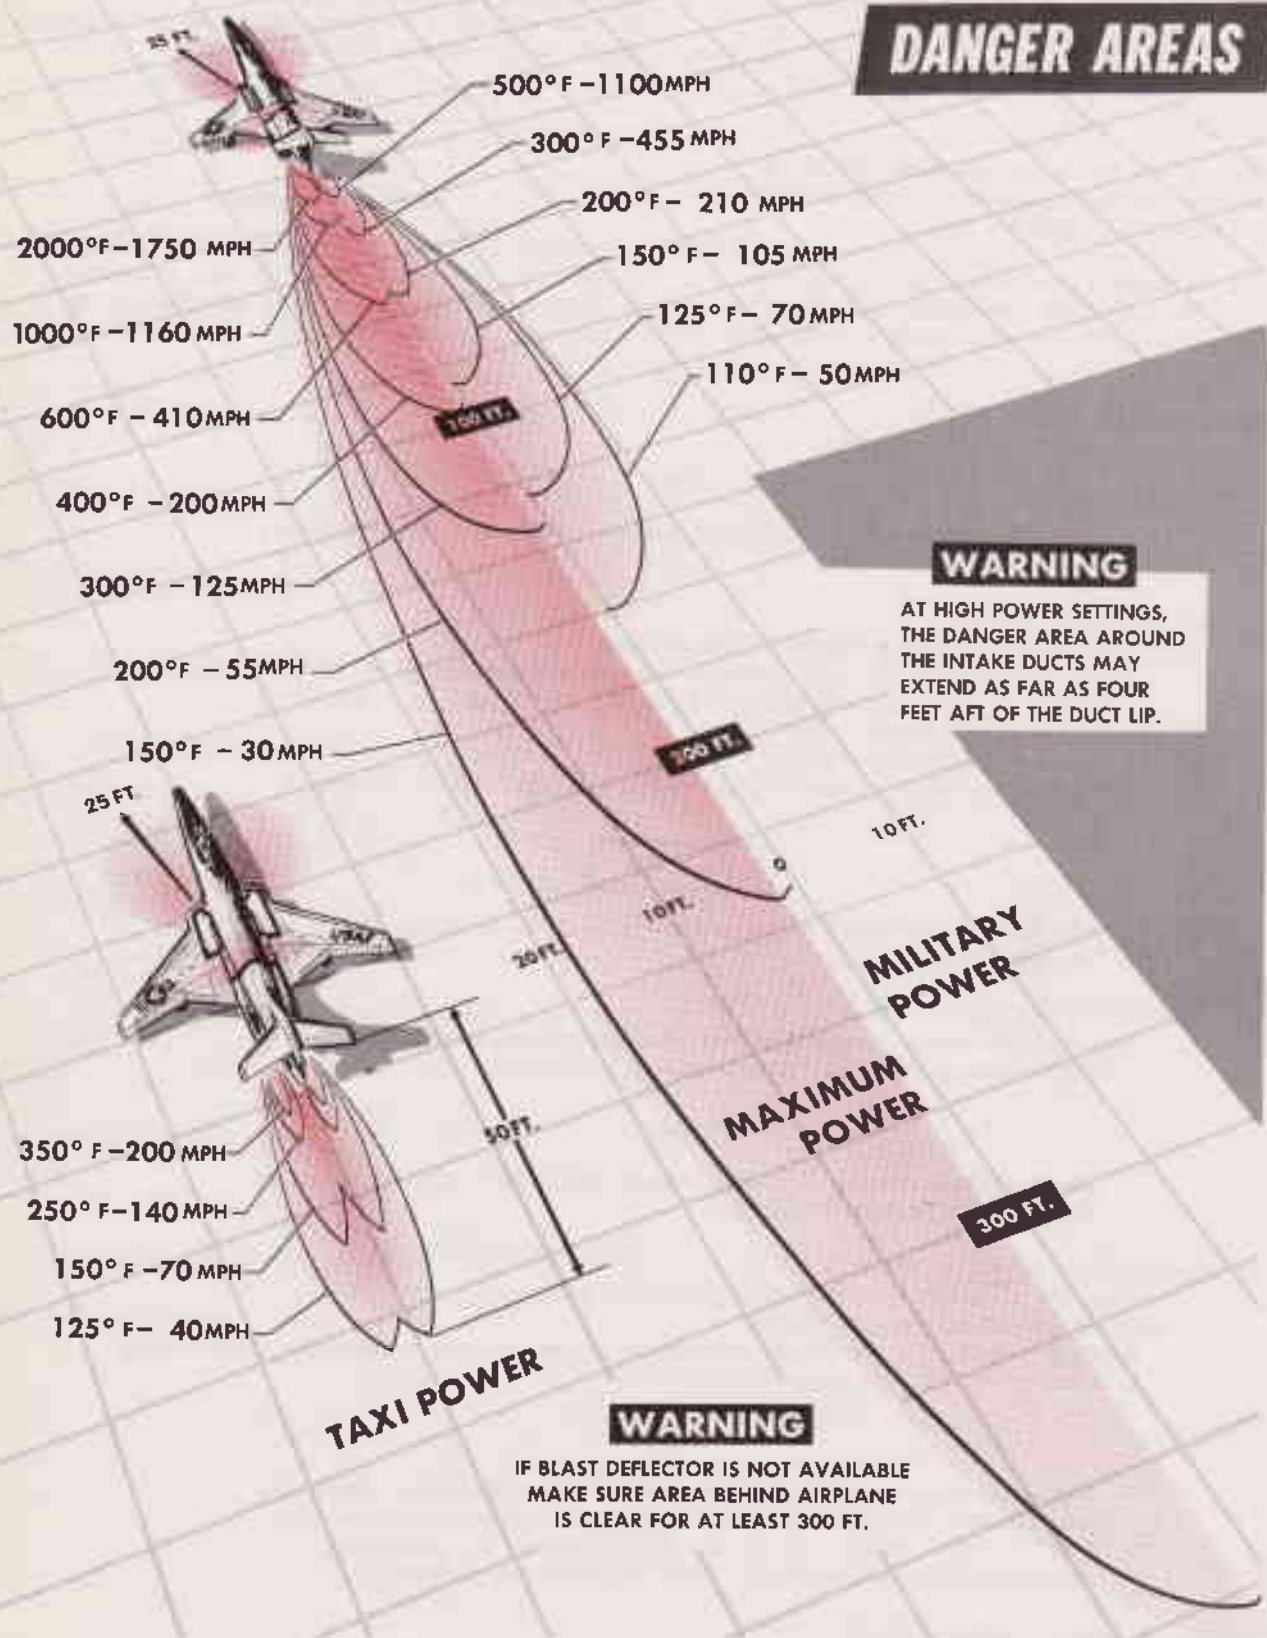 DANGER AREAS
25 FT.
500°F-1100MPH
300°F-455MPH
200°F- 210 MPH
150°F- 105 MPH
125°F- 70MPH
110°F- 50MPH
2000°F-1750 MPH
1000°F-1160 MPH
600°F-410MPH
400°F-200MPH
300°F-125MPH
200°F-55MPH
150°F-30MPH
100 FT.
WARNING
AT HIGH POWER SETTINGS,
THE DANGER AREA AROUND
THE INTAKE DUCTS MAY
EXTEND AS FAR AS FOUR
FEET AFT OF THE DUCT LIP.
25 FT
10 FT.
0
10 FT.
20 FT.
MILITARY
POWER
MAXIMUM
POWER
50 FT.
300 FT.
350° F-200 MPH
250° F-140 MPH
150° F-70 MPH
125° F- 40MPH
TAXI POWER
WARNING
IF BLAST DEFLECTOR IS NOT AVAILABLE
MAKE SURE AREA BEHIND AIRPLANE
IS CLEAR FOR AT LEAST 300 FT.